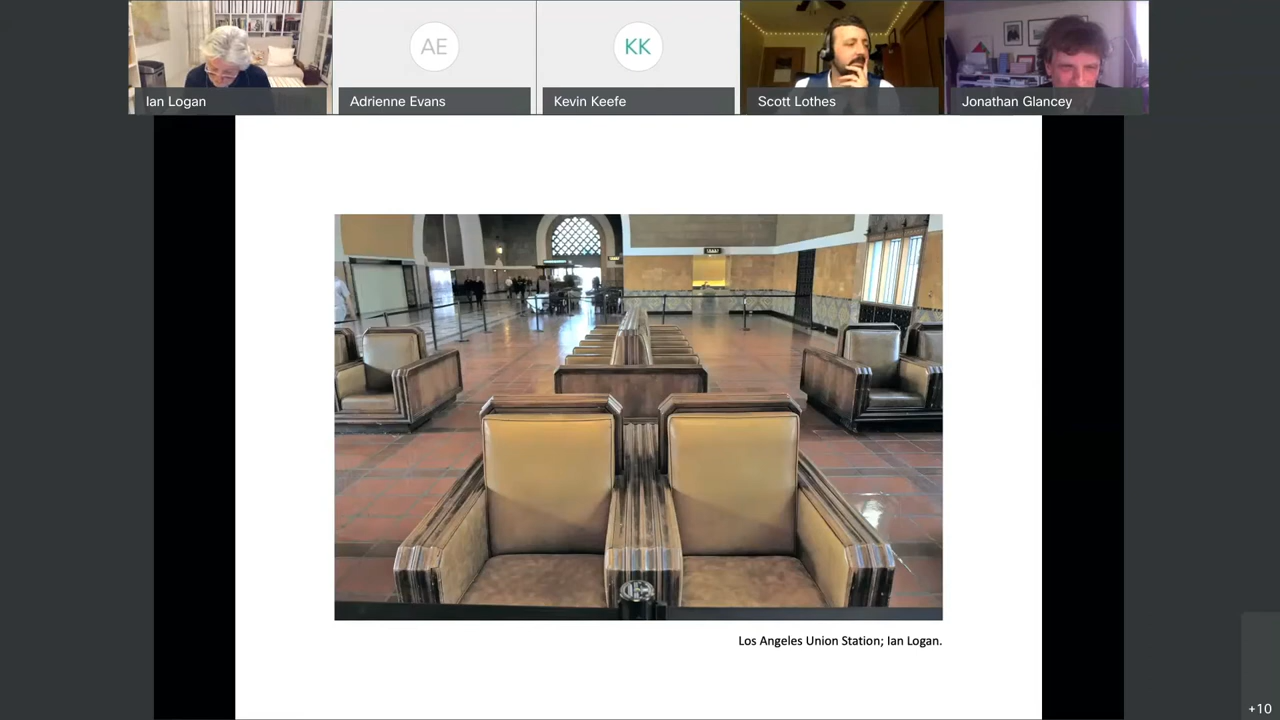 AE
KK
Ian Logan
Adrienne Evans
Kevin Keefe
Scott Lothes
Jonathan Glancey
Los Angeles Union Station; Ian Logan.
+10